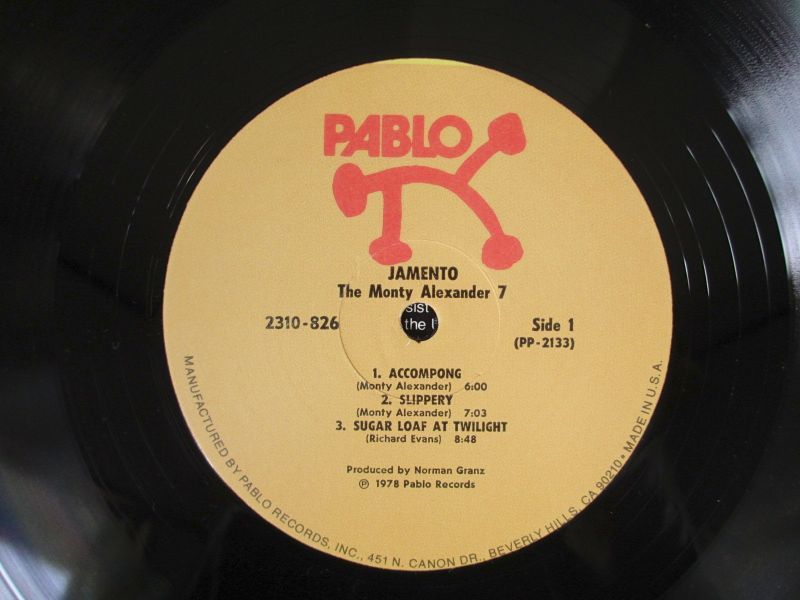 PABLO
JAMENTO
The Monty Alexander 7
sist
2310-826
the l
Side 1
(PP-2133)
1. ACCOMPONG
(Monty Alexander) 6:00
2. SLIPPERY
(Monty Alexander) 7:03
3. SUGAR LOAF AT TWILIGHT
(Richard Evans) 8:48
Produced by Norman Granz
℗ 1978 Pablo Records
MANUFACTURED BY PABLO RECORDS, INC., 451 N. CANON DR., BEVERLY HILLS, CA 90210 • MADE IN U.S.A.